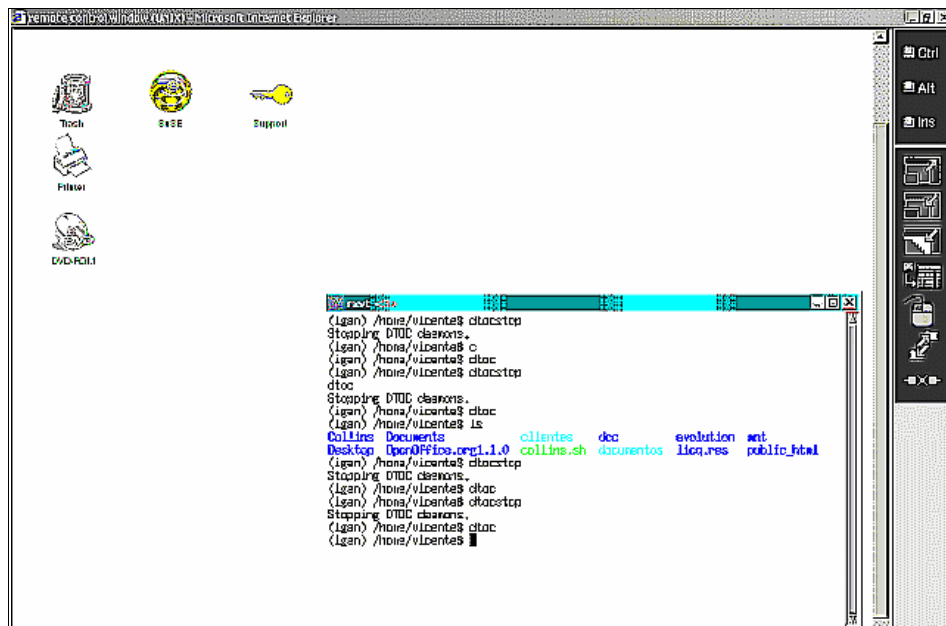 remote control window (UNIX) - Microsoft Internet Explorer
Ctrl
Alt
Ins
Trash
SuSE
Support
Printer
DVD-ROM.1
(igan) /home/vicente$ dtocstop
Stopping DTOC daemons.
(igan) /home/vicente$ c
(igan) /home/vicente$ dtoc
(igan) /home/vicente$ dtocstop
dtoc
Stopping DTOC daemons.
(igan) /home/vicente$ dtoc
(igan) /home/vicente$ ls
Collins Documents clientes dcc evolution mnt
Desktop OpenOffice.org1.1.0 collins.sh documentos licq.res public_html
(igan) /home/vicente$ dtocstop
Stopping DTOC daemons.
(igan) /home/vicente$ dtoc
(igan) /home/vicente$ dtocstop
Stopping DTOC daemons.
(igan) /home/vicente$ dtoc
(igan) /home/vicente$